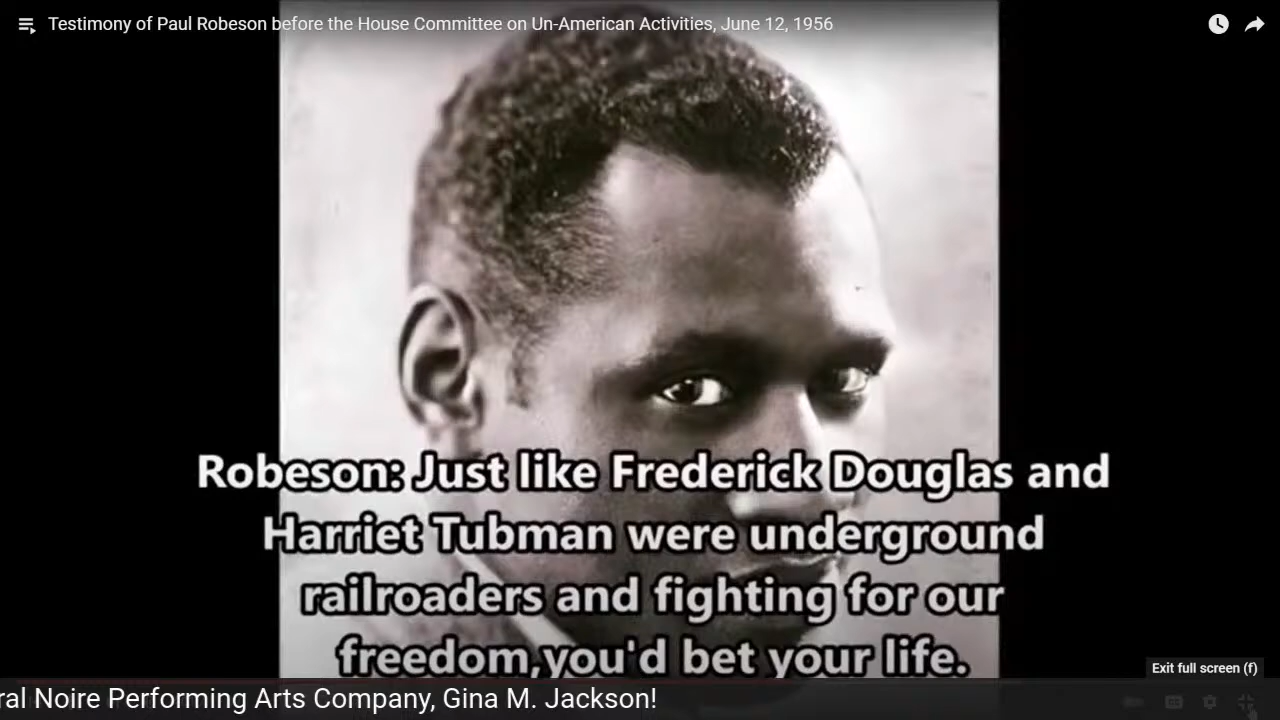 Testimony of Paul Robeson before the House Committee on Un-American Activities, June 12, 1956
Robeson: Just like Frederick Douglas and
Harriet Tubman were underground
railroaders and fighting for our
freedom,you'd bet your life.
Exit full screen (f)
ral Noire Performing Arts Company, Gina M. Jackson!